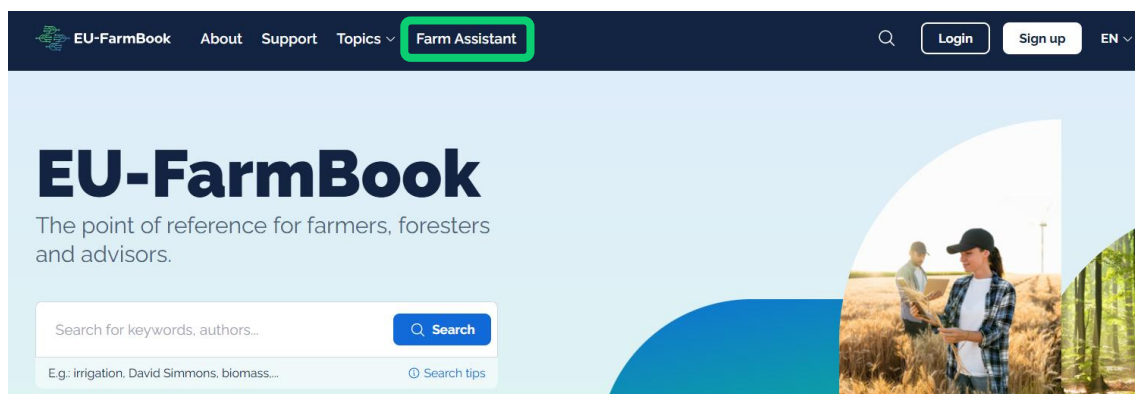 EU-FarmBook About Support Topics Farm Assistant Login Sign up EN
EU-FarmBook
The point of reference for farmers, foresters
and advisors.
Search for keywords, authors... Search
E.g.: irrigation, David Simmons, biomass,... Search tips